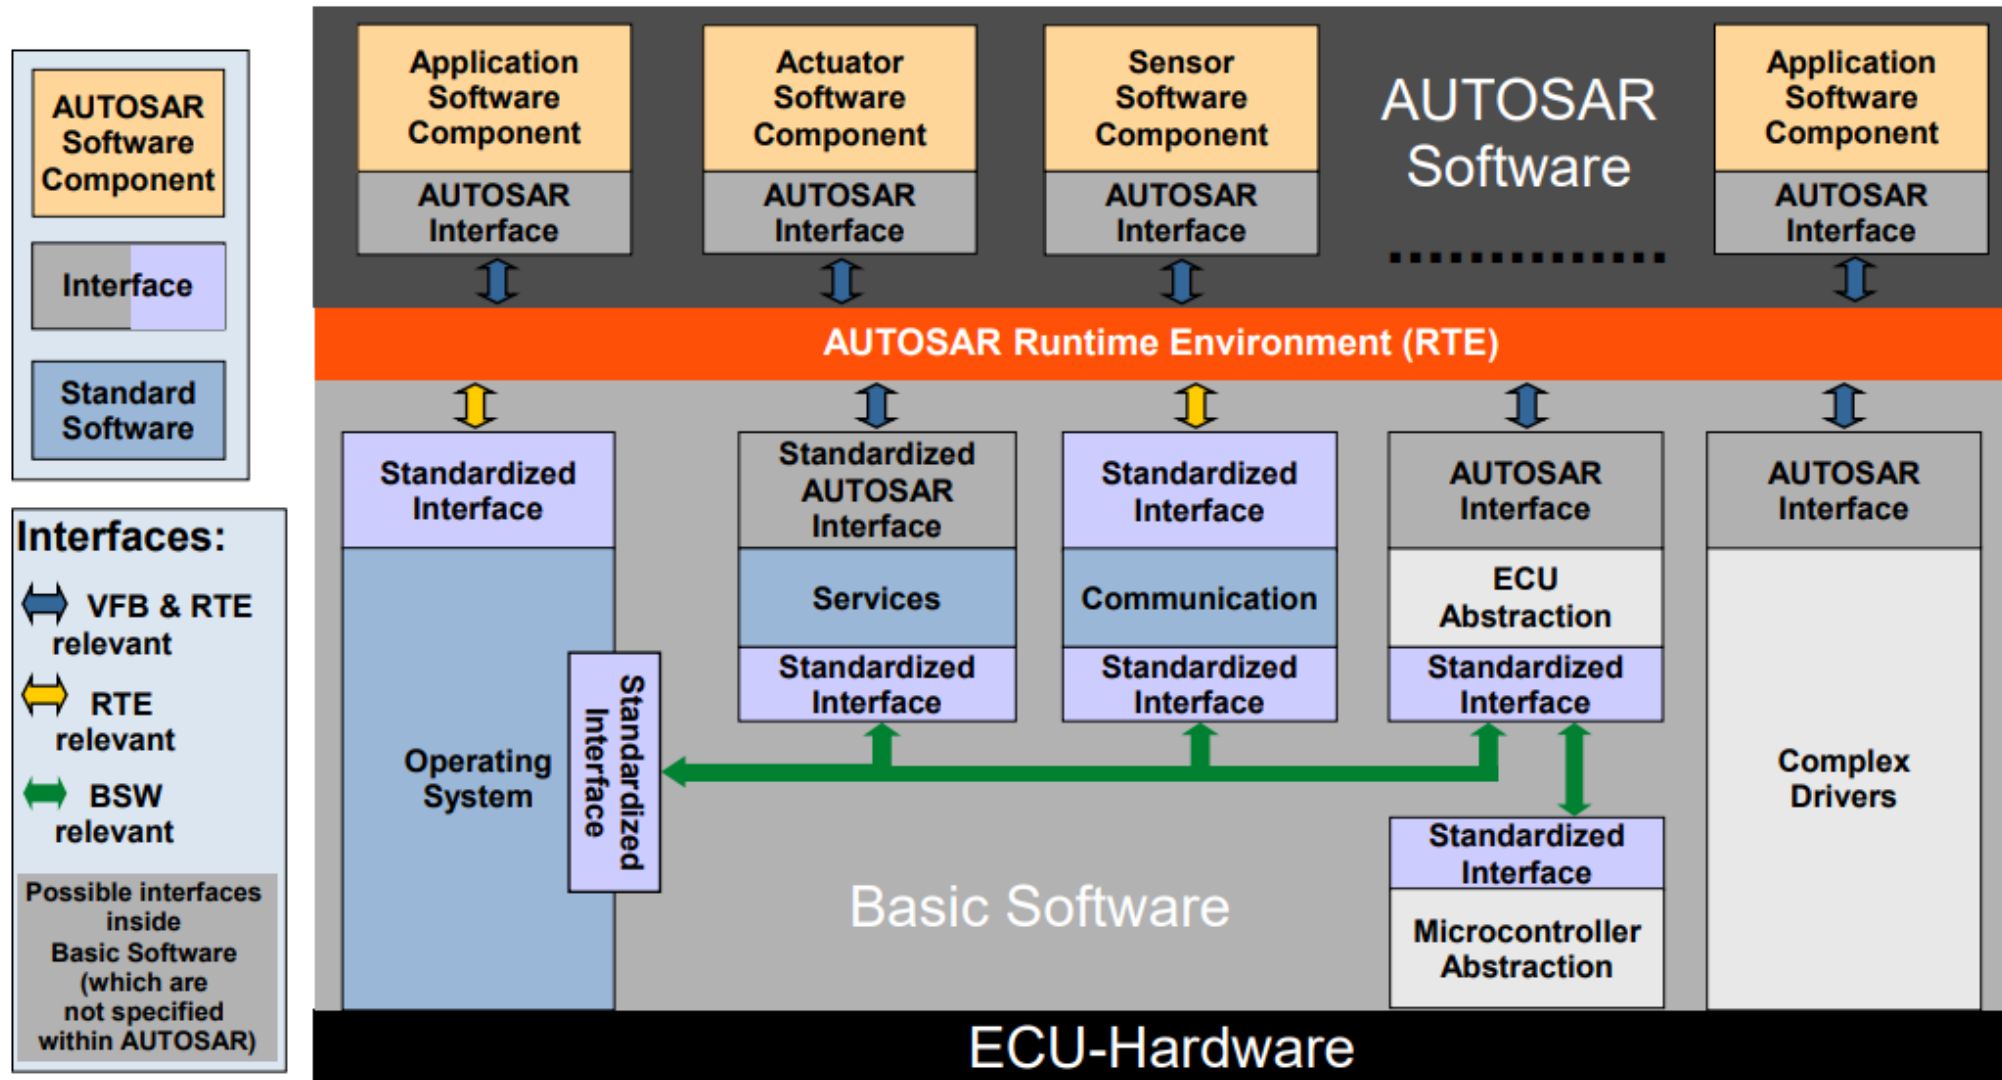 AUTOSAR
Software
Component
Interface
Standard
Software
Interfaces:
VFB & RTE
relevant
RTE
relevant
BSW
relevant
Possible interfaces
inside
Basic Software
(which are
not specified
within AUTOSAR)
Application
Software
Component
AUTOSAR
Interface
Actuator
Software
Component
AUTOSAR
Interface
Sensor
Software
Component
AUTOSAR
Interface
AUTOSAR
Software
..............
Application
Software
Component
AUTOSAR
Interface
AUTOSAR Runtime Environment (RTE)
Standardized
Interface
Operating
System
Standardized
Interface
Standardized
AUTOSAR
Interface
Services
Standardized
Interface
Standardized
Interface
Communication
Standardized
Interface
AUTOSAR
Interface
ECU
Abstraction
Standardized
Interface
Standardized
Interface
Microcontroller
Abstraction
AUTOSAR
Interface
Complex
Drivers
Basic Software
ECU-Hardware